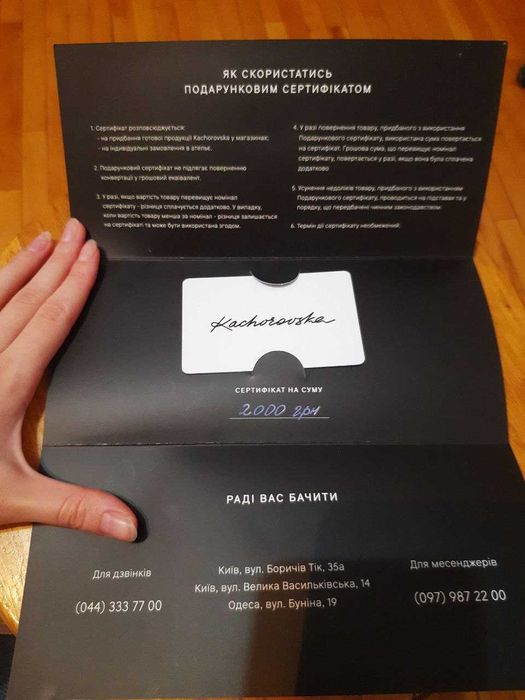 ЯК СКОРИСТАТИСЬ
ПОДАРУНКОВИМ СЕРТИФІКАТОМ
1. Сертифікат розповсюджується:
- на придбання готової продукції Kachorovska у магазинах;
- на індивідуальні замовлення в ательє.
2. Подарунковий сертифікат не підлягає поверненню
конвертації у грошовий еквівалент.
3. У разі, якщо вартість товару перевищує номінал
сертифікату - різниця сплачується додатково. У випадку,
коли вартість товару менша за номінал - різниця залишається
на сертифікаті та може бути використана згодом.
4. У разі повернення товару, придбаного з використання
Подарункового сертифікату, використана сума повертається
на сертифікат. Грошова сума, що перевищує номінал
сертифікату, повертається у разі, якщо вона була сплачена
додатково
5. Усунення недоліків товару, придбаного з використанням
Подарункового сертифікату, проводиться на підставі та у
порядку, що передбачені чинним законодавством.
6. Термін дії сертифікату необмежений.
Kachorovska
СЕРТИФІКАТ НА СУМУ
2000 грн
РАДІ ВАС БАЧИТИ
Для дзвінків
(044) 333 77 00
Київ, вул. Боричів Тік, 35а
Київ, вул. Велика Васильківська, 14
Одеса, вул. Буніна, 19
Для месенджерів
(097) 987 22 00